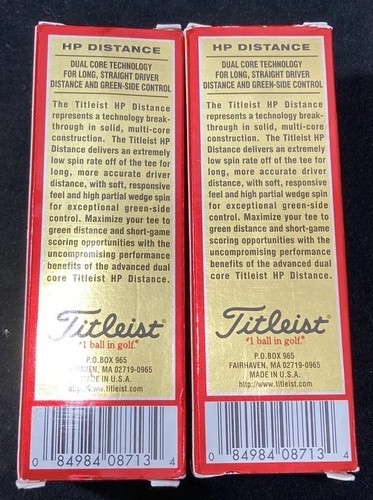 HP DISTANCE
DUAL CORE TECHNOLOGY
FOR LONG, STRAIGHT DRIVER
DISTANCE AND GREEN-SIDE CONTROL
The Titleist HP Distance
represents a technology break-
through in solid, multi-core
construction. The Titleist HP
Distance delivers an extremely
low spin rate off of the tee for
long, more accurate driver
distance, with soft, responsive
feel and high partial wedge spin
for exceptional green-side
control. Maximize your tee to
green distance and short-game
scoring opportunities with the
uncompromising performance
benefits of the advanced dual
core Titleist HP Distance.
Titleist®
"#1 ball in golf."®
P.O.BOX 965
HAVEN, MA 02719-0965
MADE IN U.S.A.
www.titleist.com
0 84984 08713 4
HP DISTANCE
DUAL CORE TECHNOLOGY
FOR LONG, STRAIGHT DRIVER
DISTANCE AND GREEN-SIDE CONTROL
The Titleist HP Distance
represents a technology break-
through in solid, multi-core
construction. The Titleist HP
Distance delivers an extremely
low spin rate off of the tee for
long, more accurate driver
distance, with soft, responsive
feel and high partial wedge spin
for exceptional green-side
control. Maximize your tee to
green distance and short-game
scoring opportunities with the
uncompromising performance
benefits of the advanced dual
core Titleist HP Distance.
Titleist®
"#1 ball in golf."®
P.O.BOX 965
FAIRHAVEN, MA 02719-0965
MADE IN U.S.A.
http://www.titleist.com
0 84984 08713 4